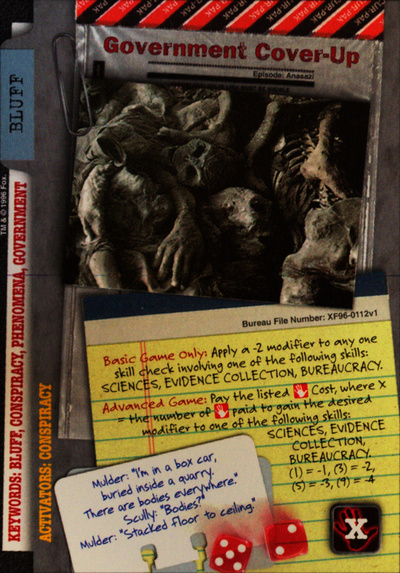 Government Cover-Up
Episode: Anasazi
BLUFF
TM & © 1996 Fox.
KEYWORDS: BLUFF, CONSPIRACY, PHENOMENA, GOVERNMENT
ACTIVATORS: CONSPIRACY
Bureau File Number: XF96-0112v1
Basic Game Only: Apply a -2 modifier to any one
skill check involving one of the following skills:
SCIENCES, EVIDENCE COLLECTION, BUREAUCRACY.
Advanced Game: Pay the listed Cost, where X
= the number of paid to gain the desired
modifier to one of the following skills:
SCIENCES, EVIDENCE
COLLECTION,
BUREAUCRACY.
(1) = -1, (3) = -2,
(5) = -3, (9) = -4
Mulder: "I'm in a box car,
buried inside a quarry.
There are bodies everywhere."
Scully: "Bodies?"
Mulder: "Stacked floor to ceiling."
X